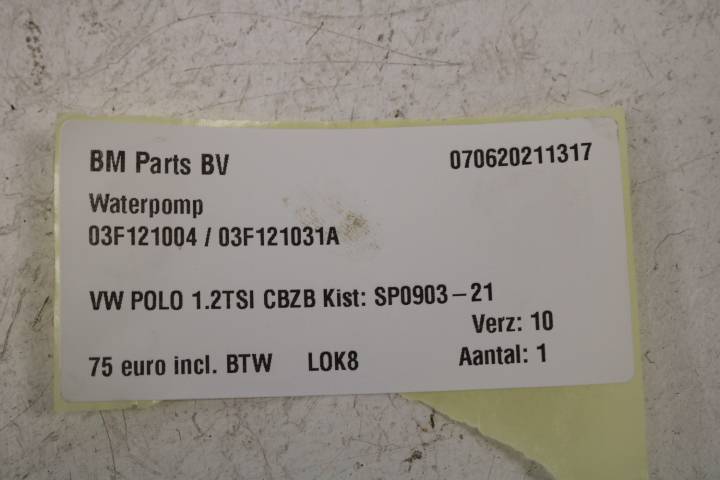 BM Parts BV 070620211317
Waterpomp
03F121004 / 03F121031A
VW POLO 1.2TSI CBZB Kist: SP0903-21
Verz: 10
75 euro incl. BTW LOK8 Aantal: 1